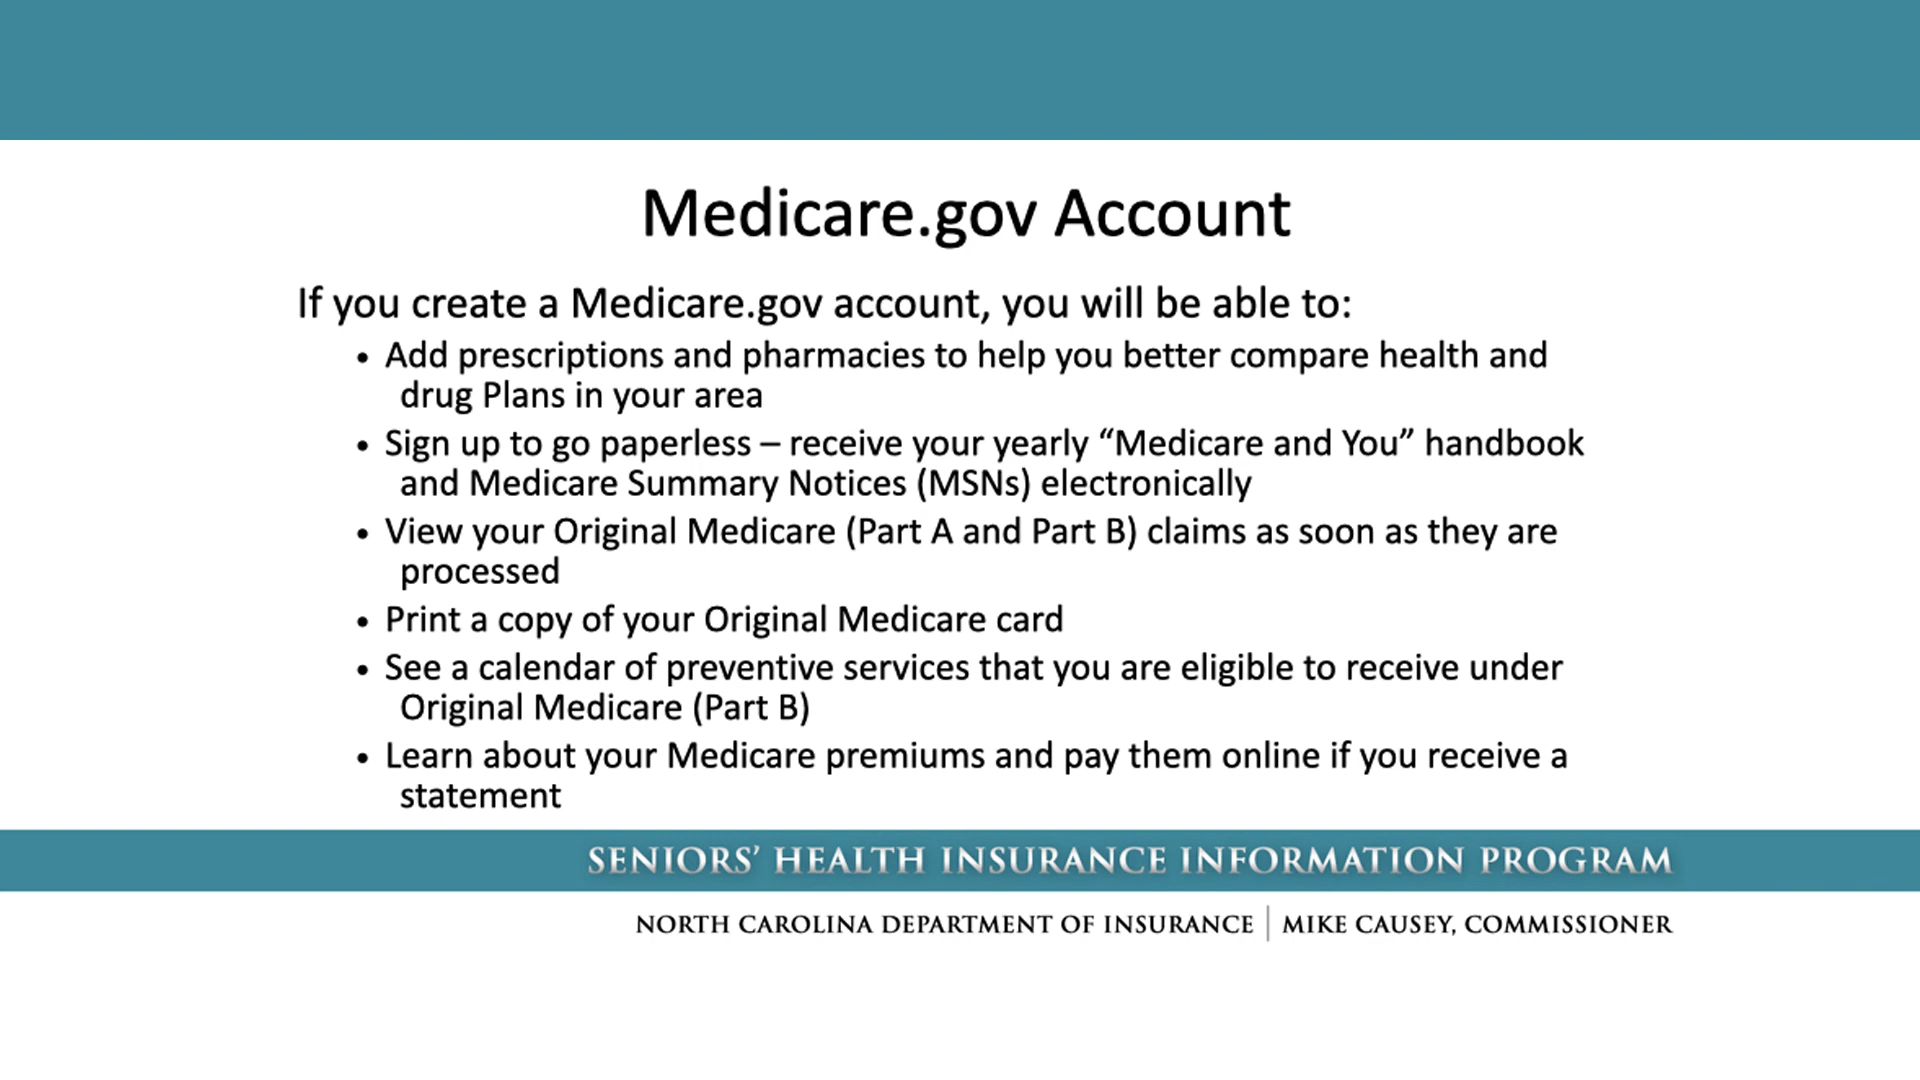 Medicare.gov Account
If you create a Medicare.gov account, you will be able to:
• Add prescriptions and pharmacies to help you better compare health and
drug Plans in your area
• Sign up to go paperless – receive your yearly “Medicare and You” handbook
and Medicare Summary Notices (MSNs) electronically
• View your Original Medicare (Part A and Part B) claims as soon as they are
processed
• Print a copy of your Original Medicare card
• See a calendar of preventive services that you are eligible to receive under
Original Medicare (Part B)
• Learn about your Medicare premiums and pay them online if you receive a
statement
SENIORS’ HEALTH INSURANCE INFORMATION PROGRAM
NORTH CAROLINA DEPARTMENT OF INSURANCE | MIKE CAUSEY, COMMISSIONER